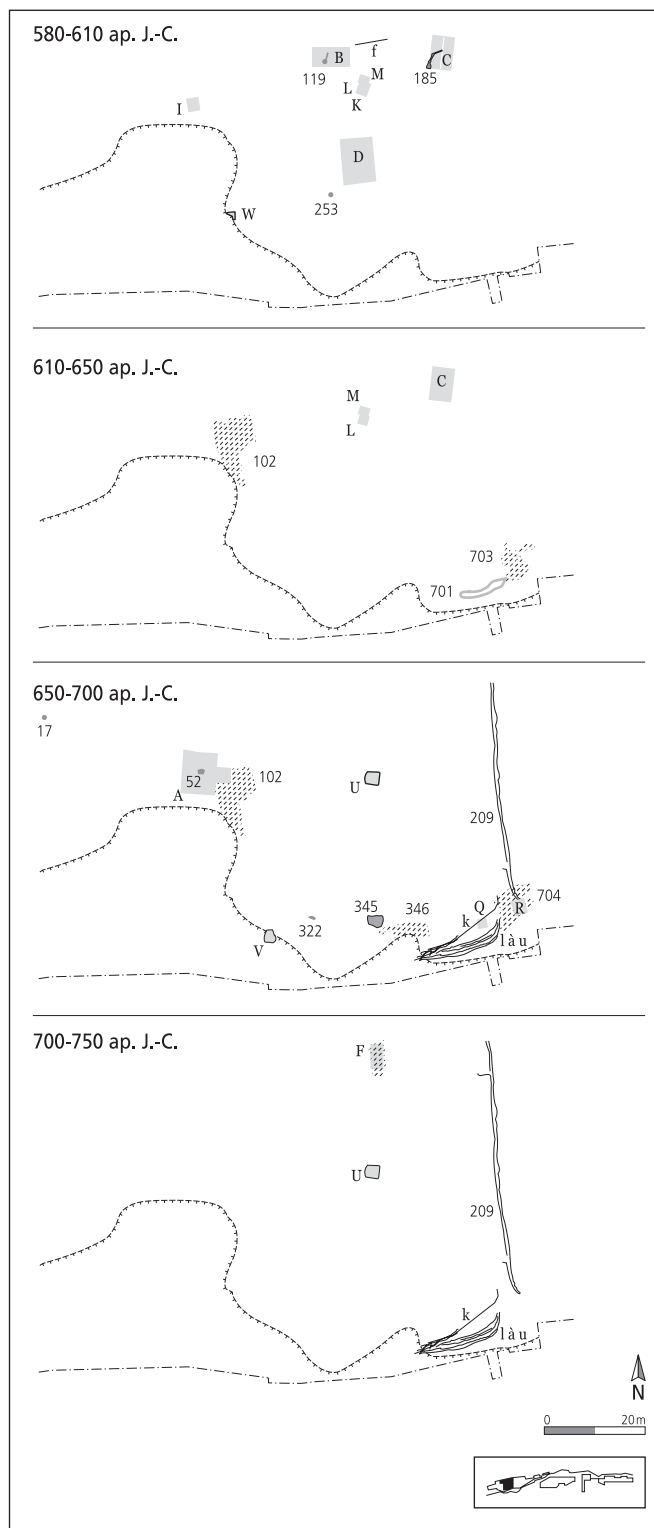 580-610 ap. J.-C.
B f C
119 M 185
L
K
I
D
253
W
610-650 ap. J.-C.
C
M
L
102
703
701
650-700 ap. J.-C.
17
52 102 U
A
209
345 346 k Q R 704
322
V l à u
700-750 ap. J.-C.
F
U
209
k
l à u
N
0 20m